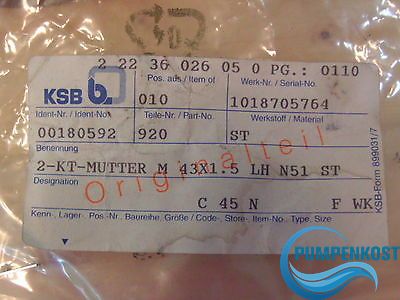 2 22 36 026 05 0 PG.: 0110
Pos. aus / Item of
Werk-Nr. / Serial-No.
KSB b
010
1018705764
Ident-Nr. / Ident-No.
Teile-Nr. / Part-No.
Werkstoff / Material
00180592
920
ST
Benennung
Originalteil
2-KT-MUTTER M 43X1.5 LH N51 ST
C 45 N
F WK
Kenn-, Lager-, Pos.-Nr., Baureihe, Größe / Code-, Store-, Item-No., Type, Size
KSB-Form 899031/7
PUMPENKOST